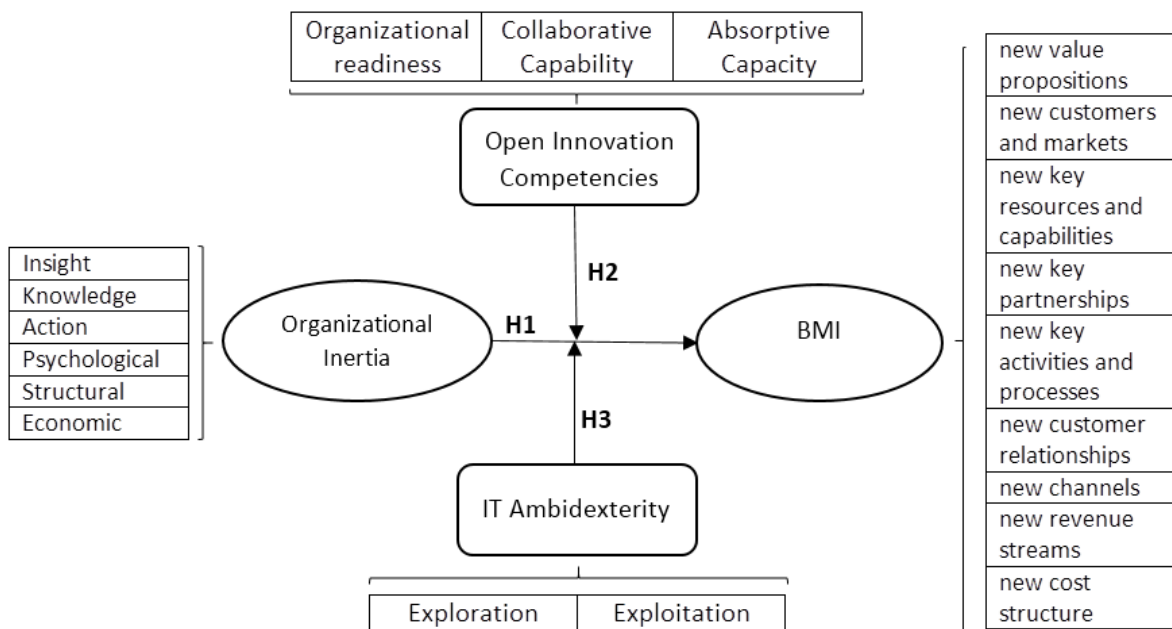 Organizational
readiness
Collaborative
Capability
Absorptive
Capacity
Open Innovation
Competencies
Insight
Knowledge
Action
Psychological
Structural
Economic
Organizational
Inertia
H1
H2
H3
BMI
IT Ambidexterity
Exploration
Exploitation
new value
propositions
new customers
and markets
new key
resources and
capabilities
new key
partnerships
new key
activities and
processes
new customer
relationships
new channels
new revenue
streams
new cost
structure